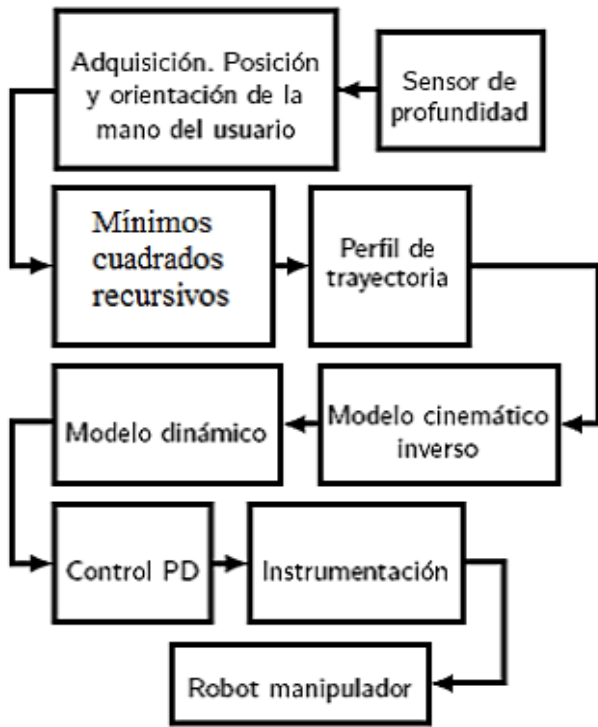 Adquisición. Posición
y orientación de la
mano del usuario
Sensor de
profundidad
Mínimos
cuadrados
recursivos
Perfil de
trayectoria
Modelo dinámico
Modelo cinemático
inverso
Control PD
Instrumentación
Robot manipulador